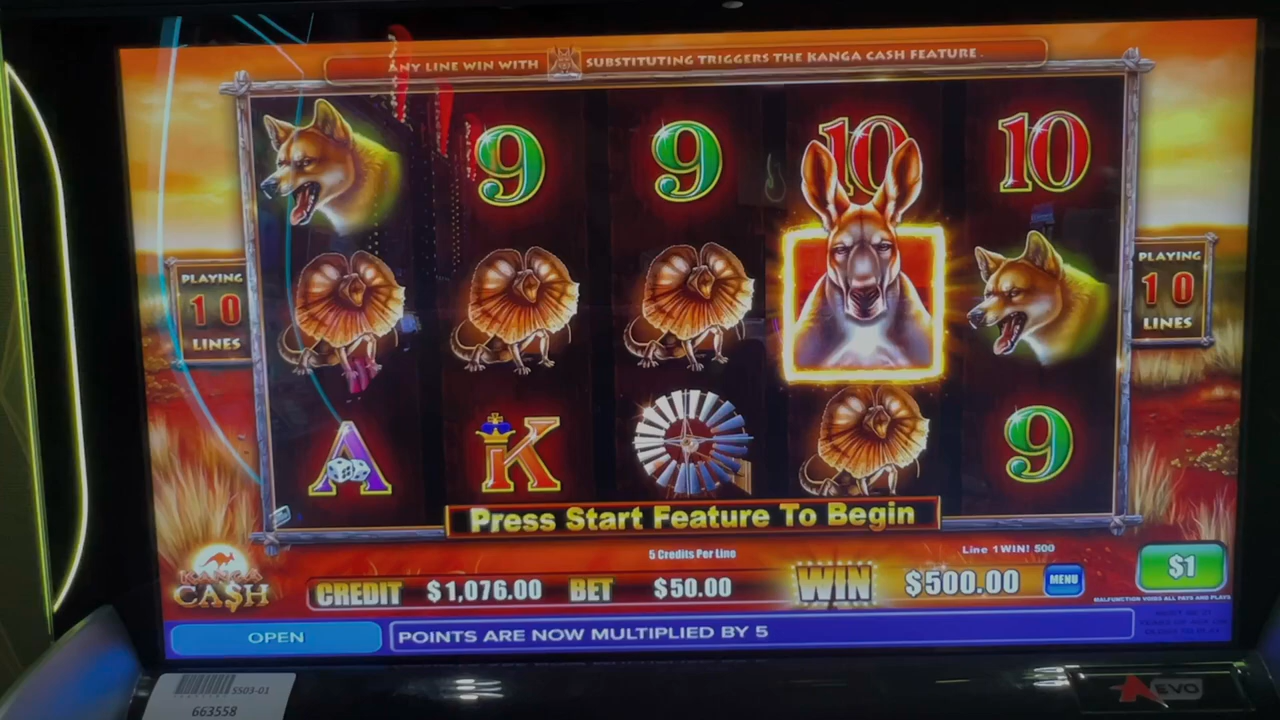 ANY LINE WIN WITH SUBSTITUTING TRIGGERS THE KANGA CASH FEATURE.
9 9 10 10
PLAYING
10
LINES
PLAYING
10
LINES
A K 9
Press Start Feature To Begin
5 Credits Per Line
Line 1 WIN! 500
KANGA
CA$H
CREDIT $1,076.00 BET $50.00 WIN $500.00 MENU
$1
MALFUNCTION VOIDS ALL PAYS AND PLAYS
OPEN
POINTS ARE NOW MULTIPLIED BY 5
SS03-01
663558
EVO